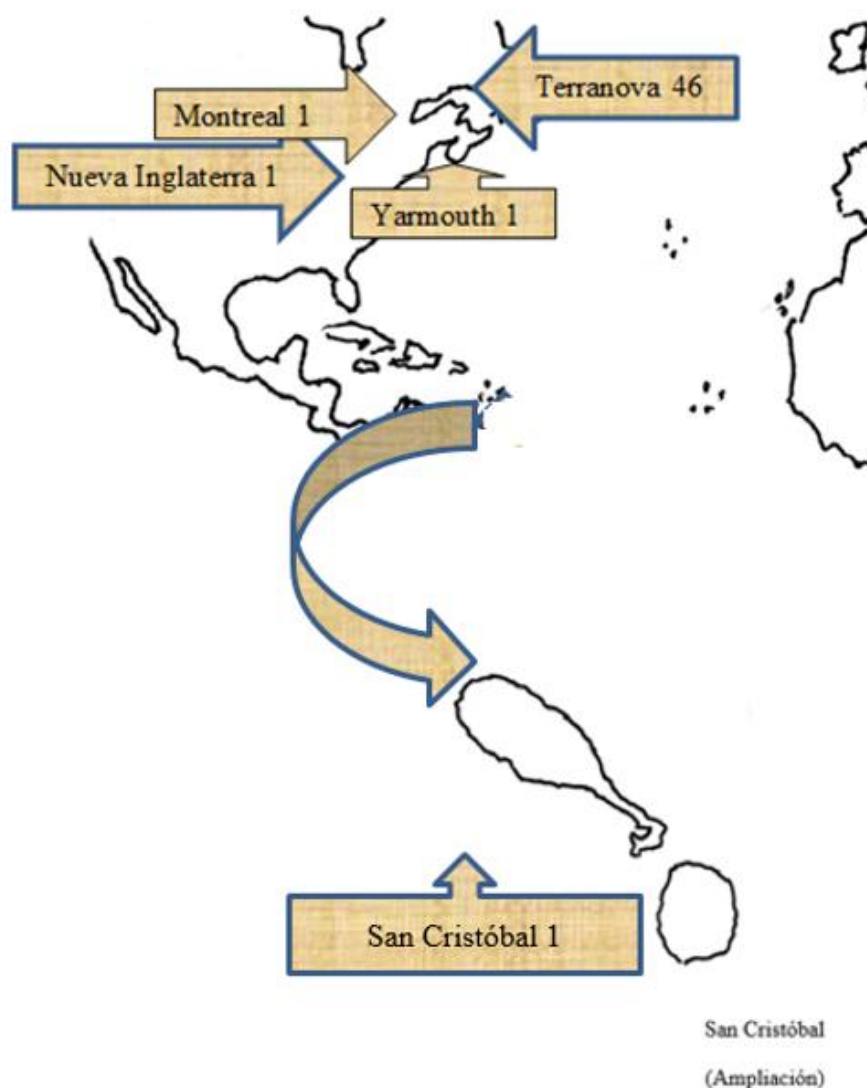 Terranova 46
Montreal 1
Nueva Inglaterra 1
Yarmouth 1
San Cristóbal 1
San Cristóbal
(Ampliación)